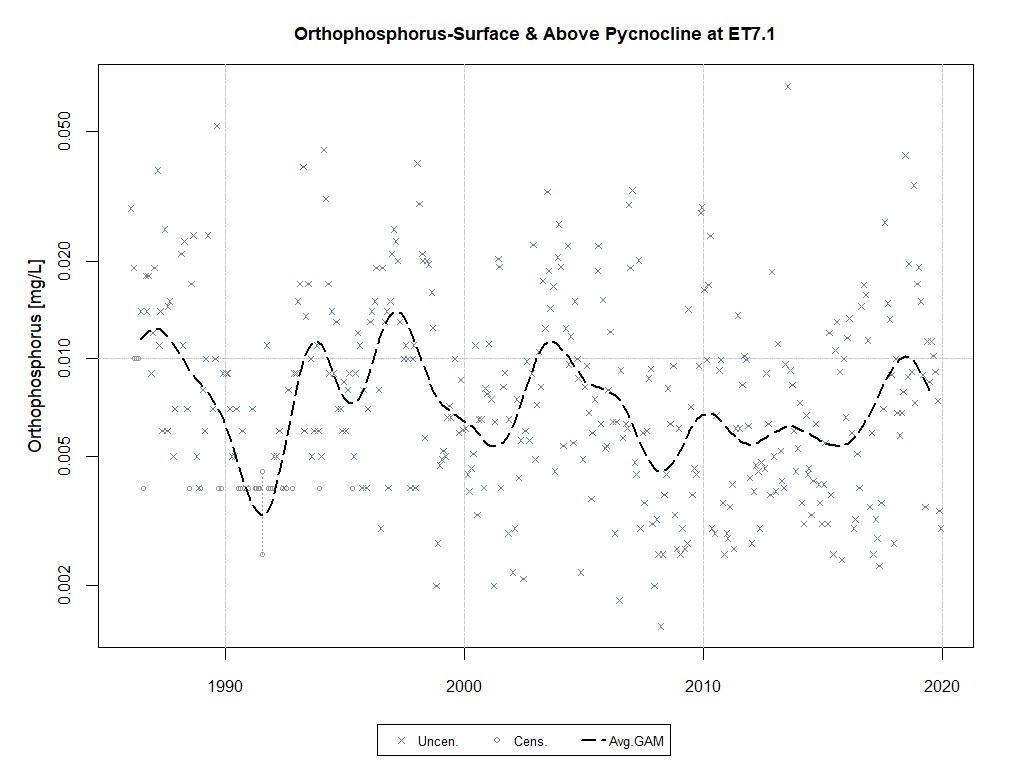 Orthophosphorus-Surface & Above Pycnocline at ET7.1
Orthophosphorus [mg/L]
0.050
0.020
0.010
0.005
0.002
1990 2000 2010 2020
Uncen. Cens. Avg.GAM